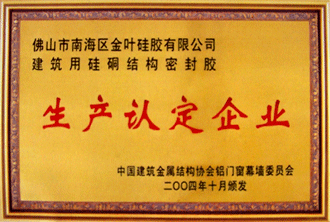 佛山市南海区金叶硅胶有限公司
建筑用硅硐结构密封胶
生产认定企业
中国建筑金属结构协会铝门窗幕墙委员会
二〇〇四年十月颁发